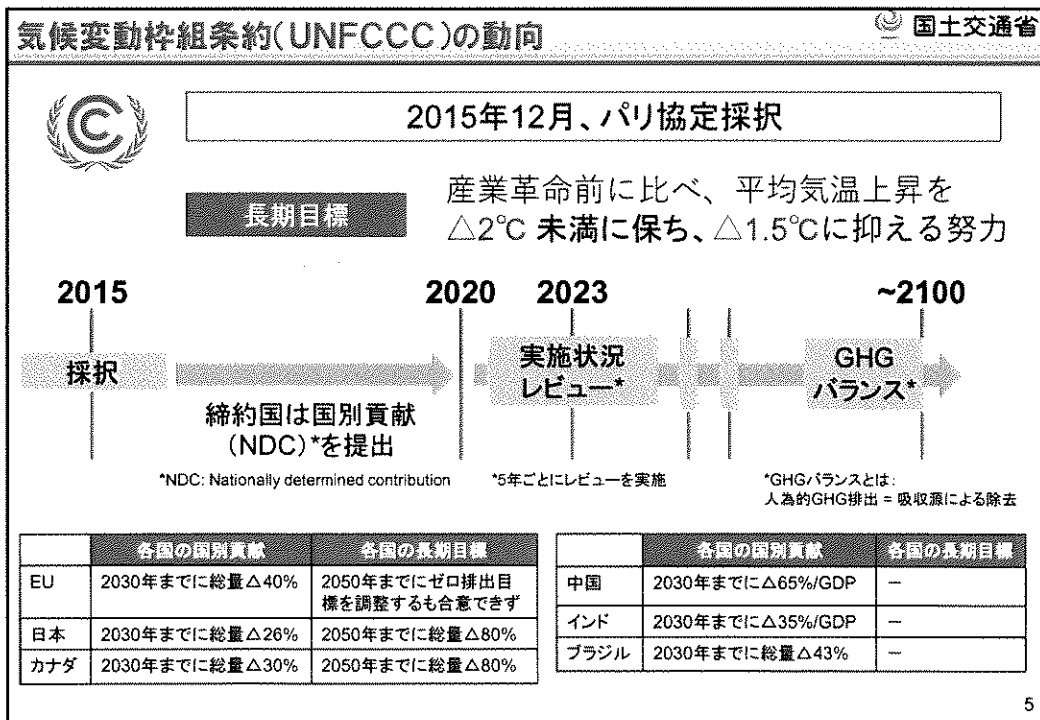 気候変動枠組条約(UNFCCC)の動向
国土交通省
2015年12月、パリ協定採択
長期目標
産業革命前に比べ、平均気温上昇を
△2℃ 未満に保ち、△1.5℃に抑える努力
2015
2020
2023
~2100
採択
実施状況
レビュー*
GHG
バランス*
締約国は国別貢献
(NDC)*を提出
*NDC: Nationally determined contribution
*5年ごとにレビューを実施
*GHGバランスとは:
人為的GHG排出 = 吸収源による除去
各国の国別貢献 各国の長期目標
EU 2030年までに総量△40% 2050年までにゼロ排出目
標を調整するも合意できず
日本 2030年までに総量△26% 2050年までに総量△80%
カナダ 2030年までに総量△30% 2050年までに総量△80%
各国の国別貢献 各国の長期目標
中国 2030年までに△65%/GDP －
インド 2030年までに△35%/GDP －
ブラジル 2030年までに総量△43% －
5